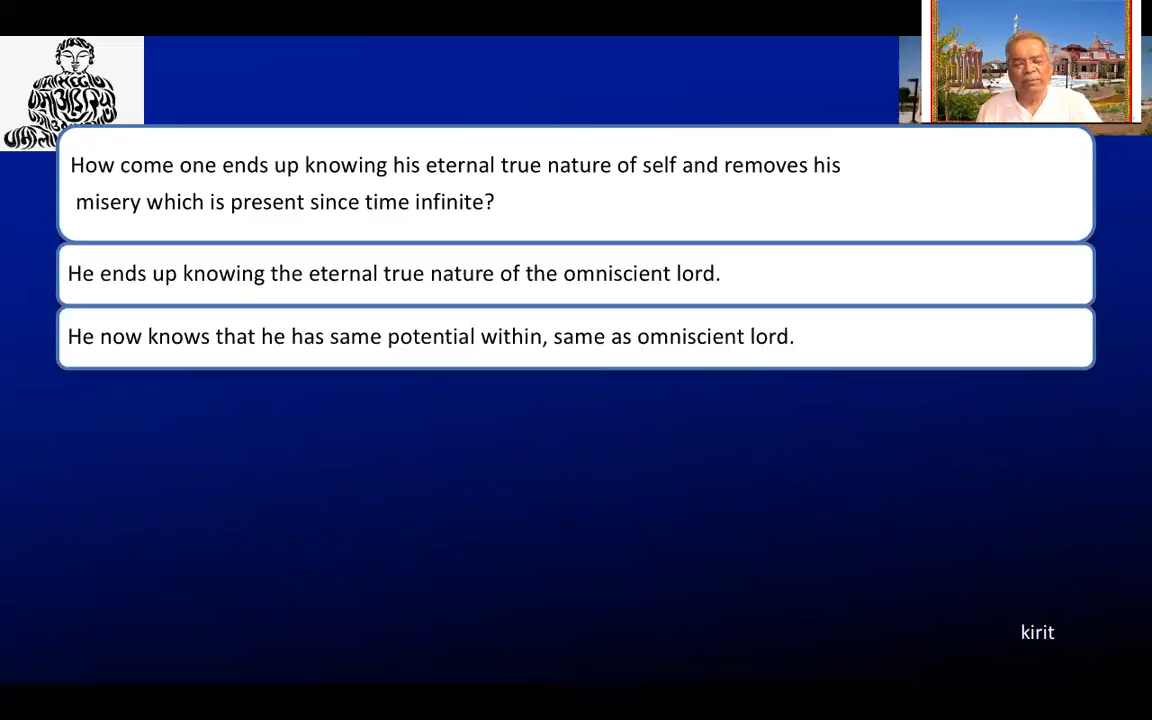 How come one ends up knowing his eternal true nature of self and removes his
misery which is present since time infinite?
He ends up knowing the eternal true nature of the omniscient lord.
He now knows that he has same potential within, same as omniscient lord.
kirit